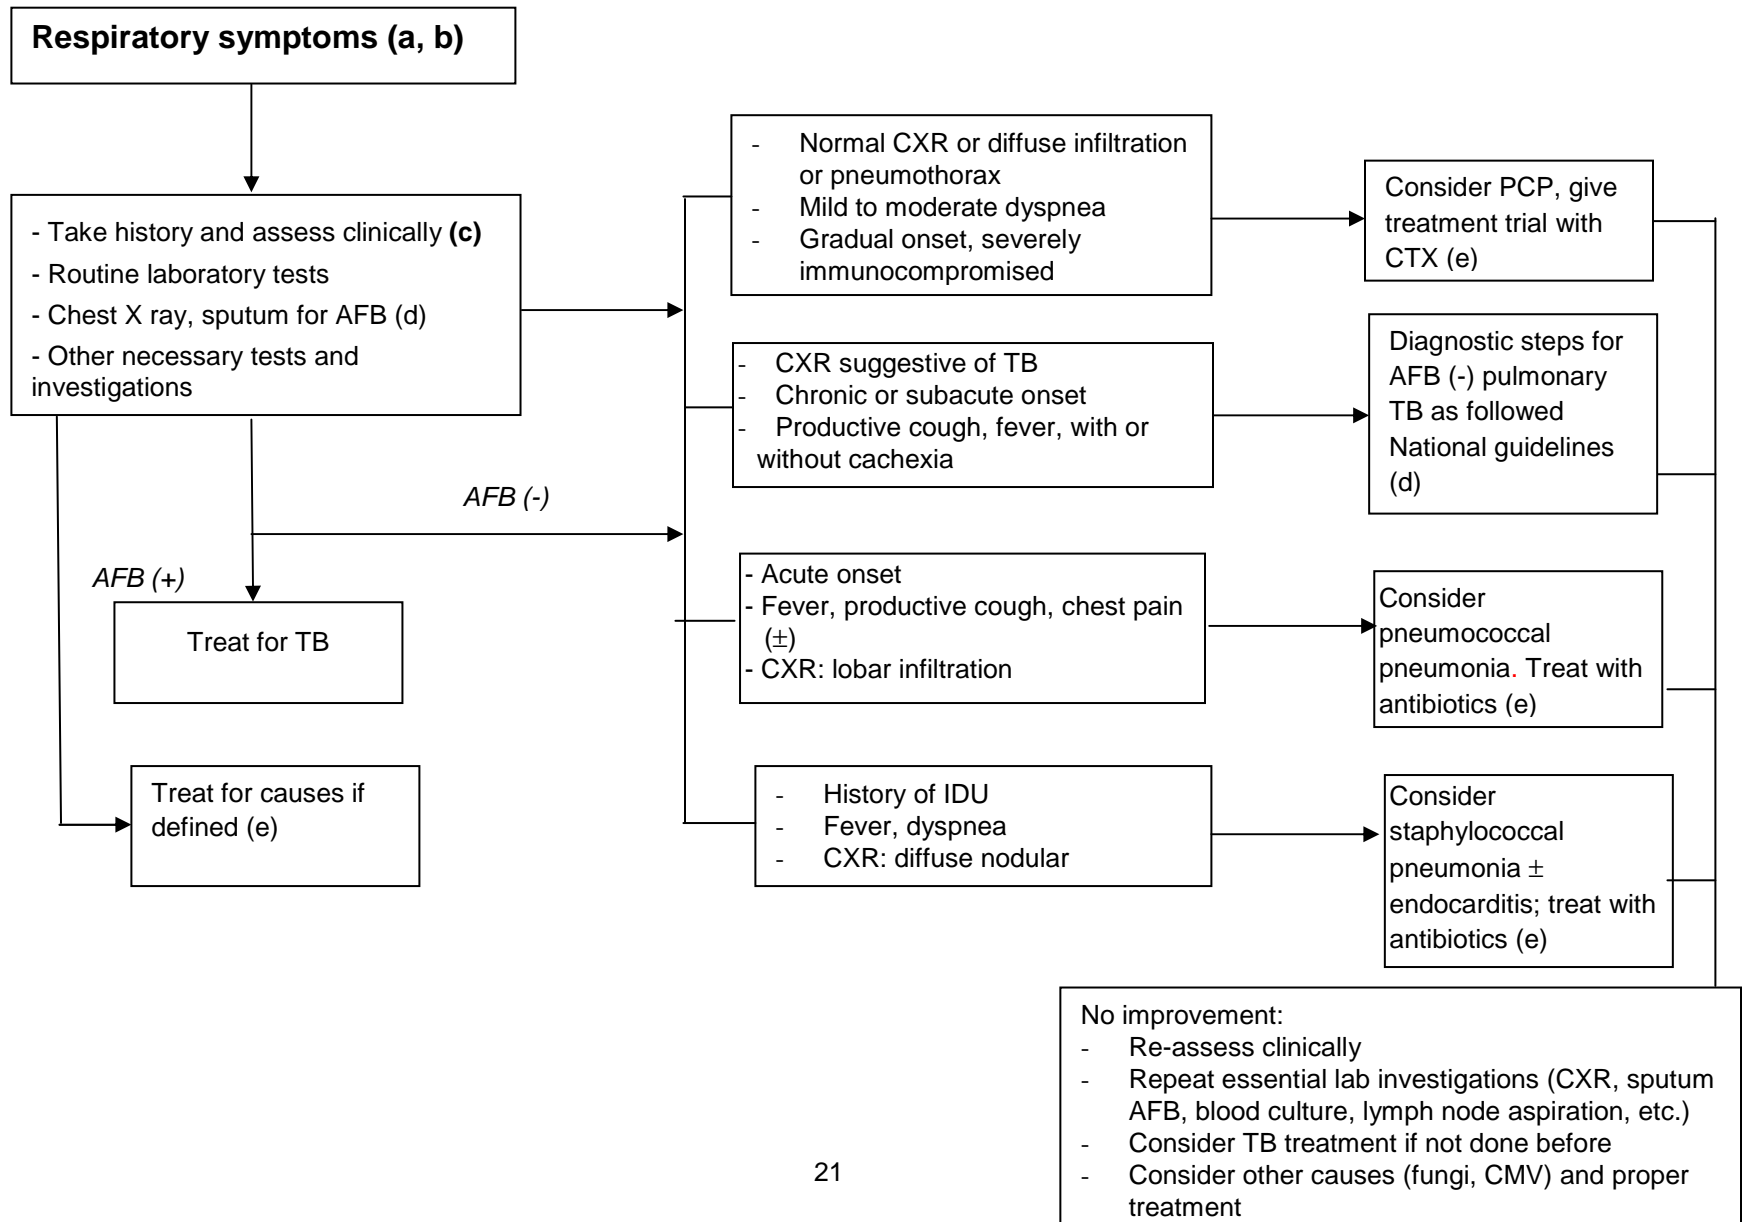 Respiratory symptoms (a, b)
- Take history and assess clinically (c)
- Routine laboratory tests
- Chest X ray, sputum for AFB (d)
- Other necessary tests and
investigations
AFB (+)
Treat for TB
Treat for causes if
defined (e)
AFB (-)
- Normal CXR or diffuse infiltration
or pneumothorax
- Mild to moderate dyspnea
- Gradual onset, severely
immunocompromised
Consider PCP, give
treatment trial with
CTX (e)
- CXR suggestive of TB
- Chronic or subacute onset
- Productive cough, fever, with or
without cachexia
Diagnostic steps for
AFB (-) pulmonary
TB as followed
National guidelines
(d)
- Acute onset
- Fever, productive cough, chest pain
(±)
- CXR: lobar infiltration
Consider
pneumococcal
pneumonia. Treat with
antibiotics (e)
- History of IDU
- Fever, dyspnea
- CXR: diffuse nodular
Consider
staphylococcal
pneumonia ±
endocarditis; treat with
antibiotics (e)
No improvement:
- Re-assess clinically
- Repeat essential lab investigations (CXR, sputum
AFB, blood culture, lymph node aspiration, etc.)
- Consider TB treatment if not done before
- Consider other causes (fungi, CMV) and proper
treatment
21